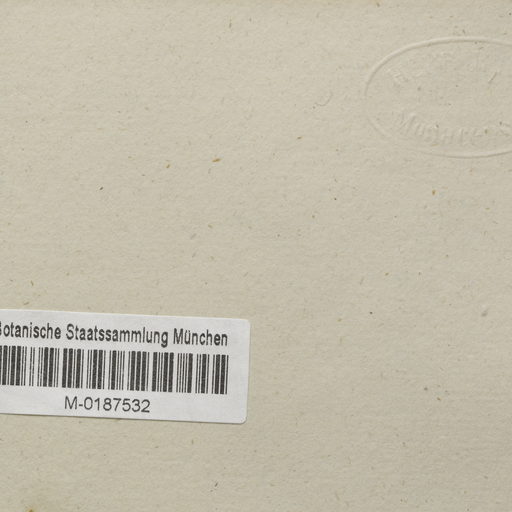 Botanische Staatssammlung München
M-0187532